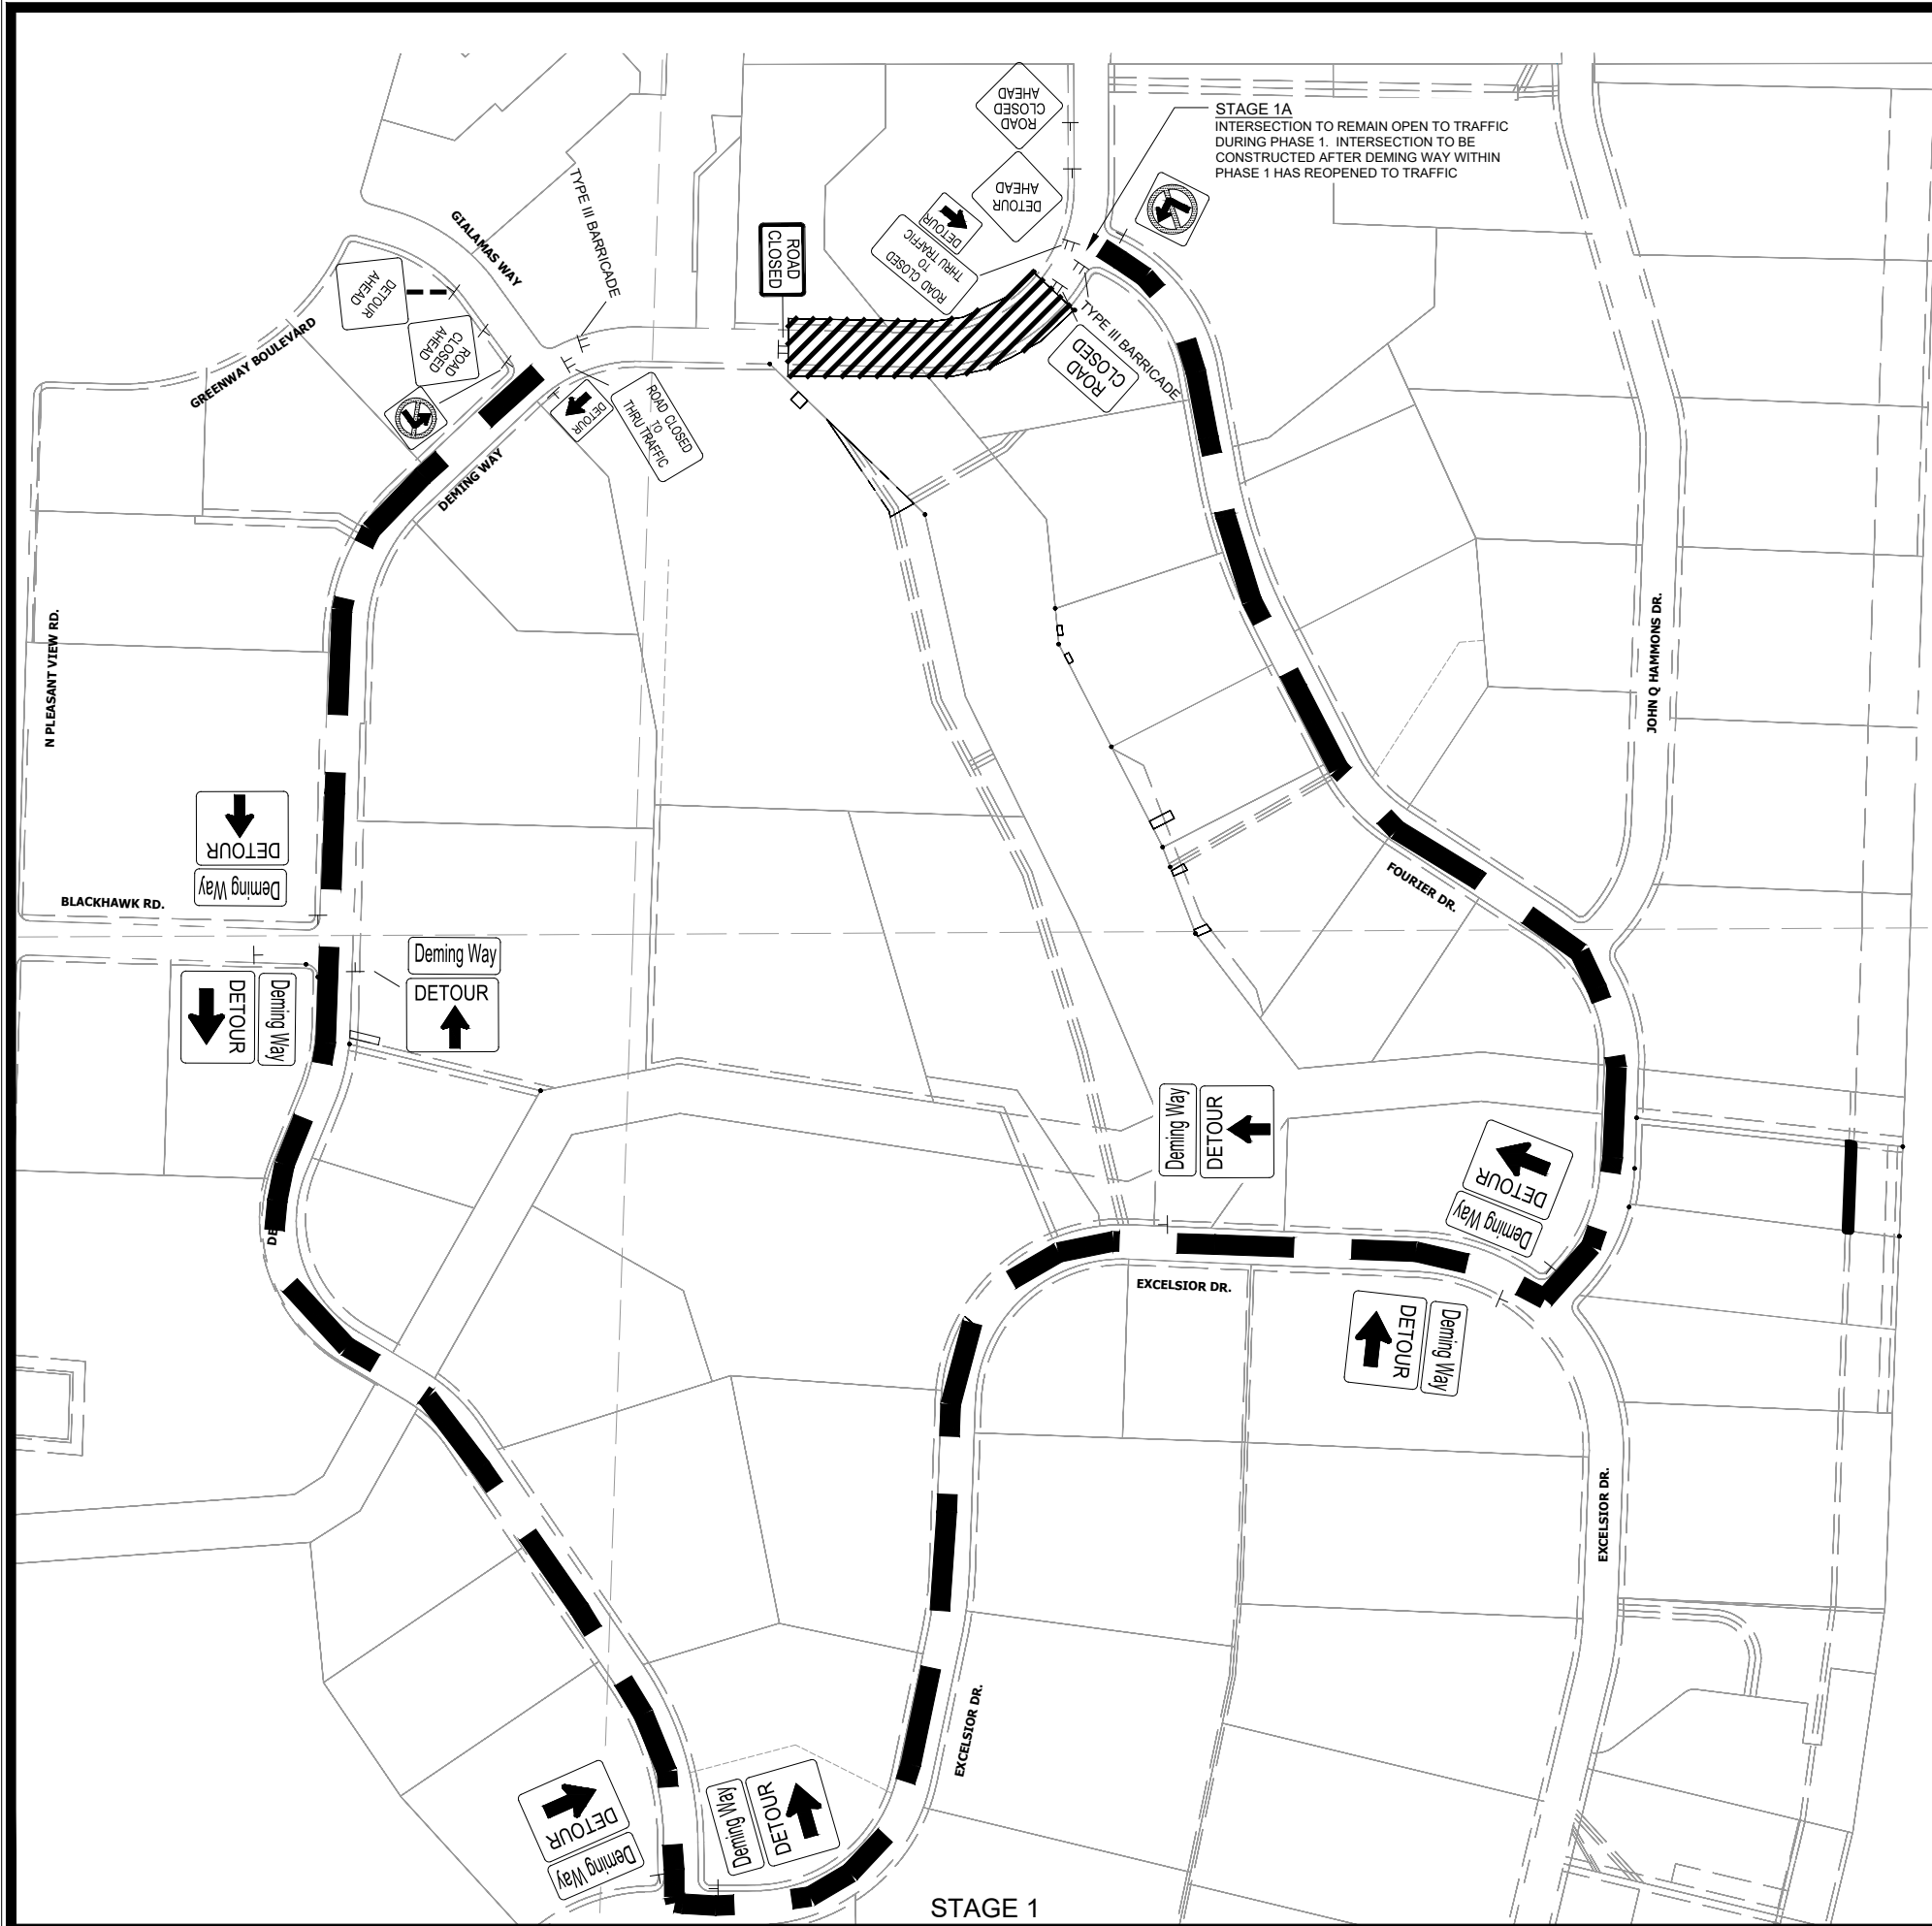 STAGE 1A
INTERSECTION TO REMAIN OPEN TO TRAFFIC
DURING PHASE 1. INTERSECTION TO BE
CONSTRUCTED AFTER DEMING WAY WITHIN
PHASE 1 HAS REOPENED TO TRAFFIC
ROAD
CLOSED
AHEAD
DETOUR
AHEAD
DETOUR
ROAD CLOSED
TO
THRU TRAFFIC
ROAD
CLOSED
TYPE III BARRICADE
ROAD
CLOSED
TYPE III BARRICADE
GIALAMAS WAY
DETOUR
AHEAD
ROAD
CLOSED
AHEAD
GREENWAY BOULEVARD
DETOUR
ROAD CLOSED
TO
THRU TRAFFIC
DEMING WAY
N PLEASANT VIEW RD.
JOHN Q HAMMONS DR.
DETOUR
Deming Way
BLACKHAWK RD.
FOURIER DR.
Deming Way
DETOUR
Deming Way
DETOUR
Deming Way
DETOUR
DETOUR
Deming Way
DE
EXCELSIOR DR.
Deming Way
DETOUR
EXCELSIOR DR.
EXCELSIOR DR.
DETOUR
Deming Way
Deming Way
DETOUR
STAGE 1